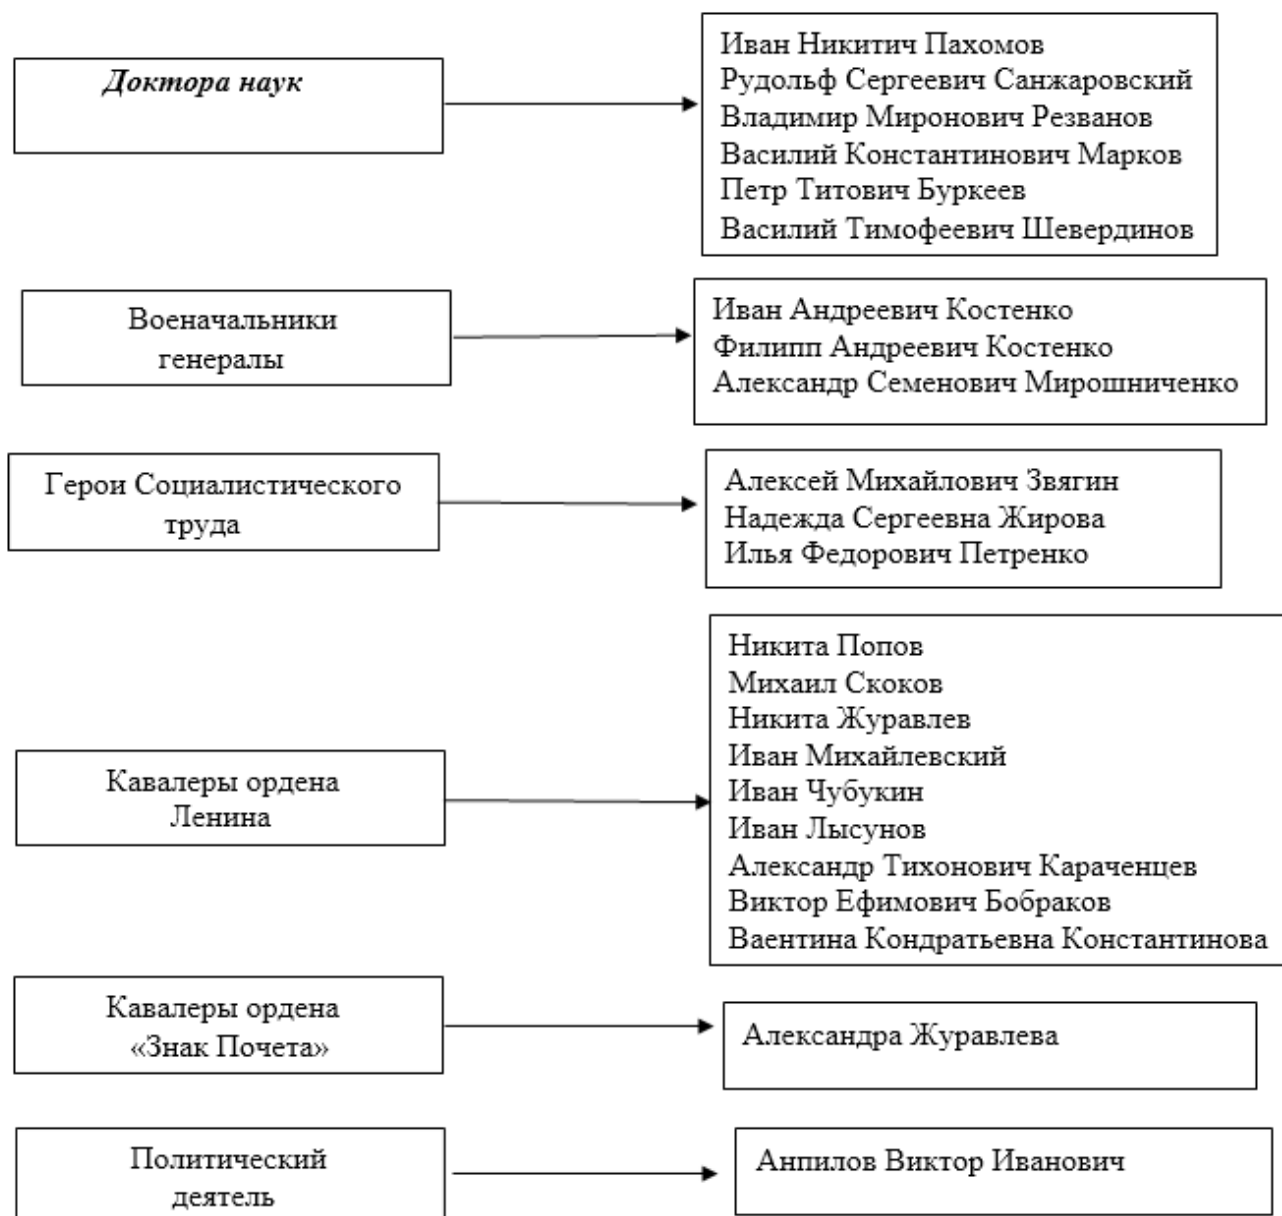 Доктора наук
Иван Никитич Пахомов
Рудольф Сергеевич Санжаровский
Владимир Миронович Резванов
Василий Константинович Марков
Петр Титович Буркеев
Василий Тимофеевич Шевердинов
Военачальники
генералы
Иван Андреевич Костенко
Филипп Андреевич Костенко
Александр Семенович Мирошниченко
Герои Социалистического
труда
Алексей Михайлович Звягин
Надежда Сергеевна Жирова
Илья Федорович Петренко
Кавалеры ордена
Ленина
Никита Попов
Михаил Скоков
Никита Журавлев
Иван Михайлевский
Иван Чубукин
Иван Лысунов
Александр Тихонович Караченцев
Виктор Ефимович Бобраков
Ваентина Кондратьевна Константинова
Кавалеры ордена
«Знак Почета»
Александра Журавлева
Политический
деятель
Анпилов Виктор Иванович